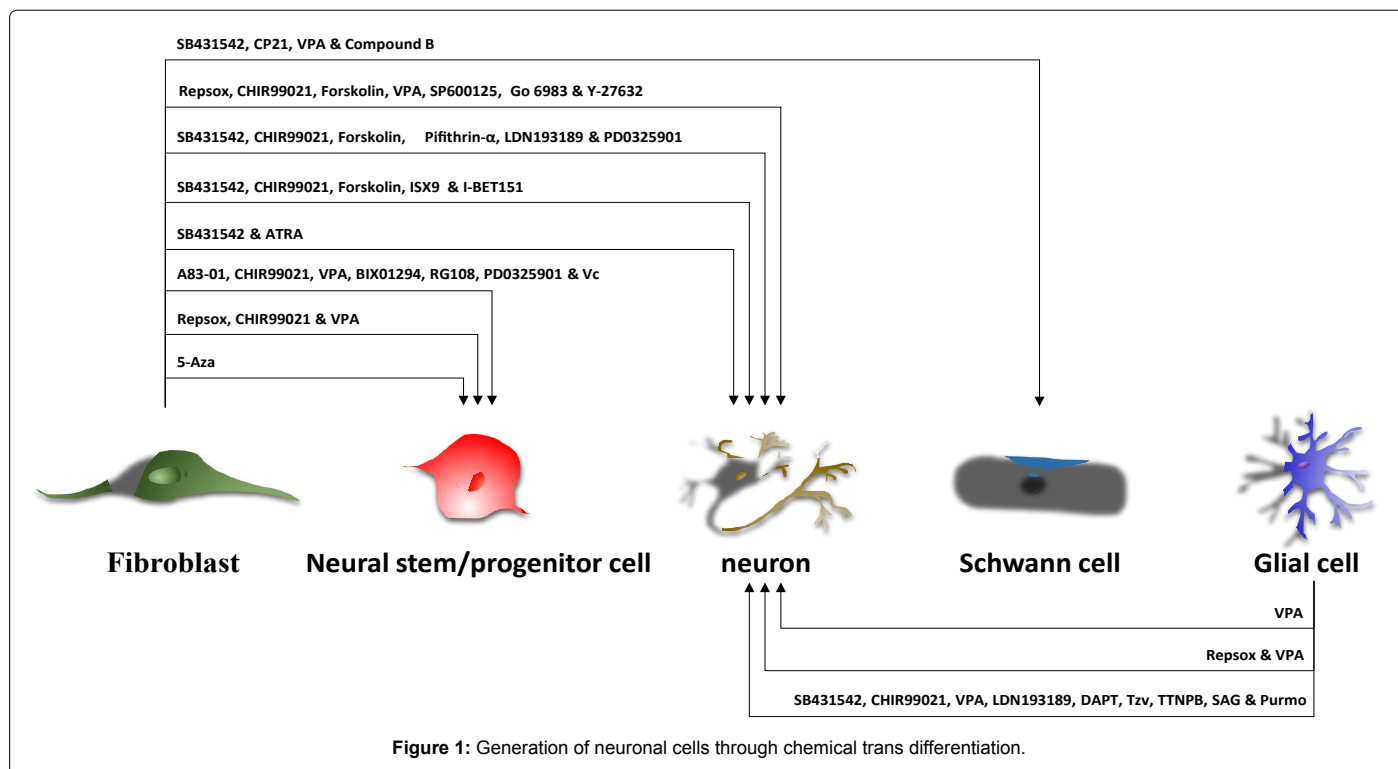 SB431542, CP21, VPA & Compound B
Repsox, CHIR99021, Forskolin, VPA, SP600125, Go 6983 & Y-27632
SB431542, CHIR99021, Forskolin, Pifithrin-α, LDN193189 & PD0325901
SB431542, CHIR99021, Forskolin, ISX9 & I-BET151
SB431542 & ATRA
A83-01, CHIR99021, VPA, BIX01294, RG108, PD0325901 & Vc
Repsox, CHIR99021 & VPA
5-Aza
Fibroblast Neural stem/progenitor cell neuron Schwann cell Glial cell
VPA
Repsox & VPA
SB431542, CHIR99021, VPA, LDN193189, DAPT, Tzv, TTNPB, SAG & Purmo
Figure 1: Generation of neuronal cells through chemical trans differentiation.